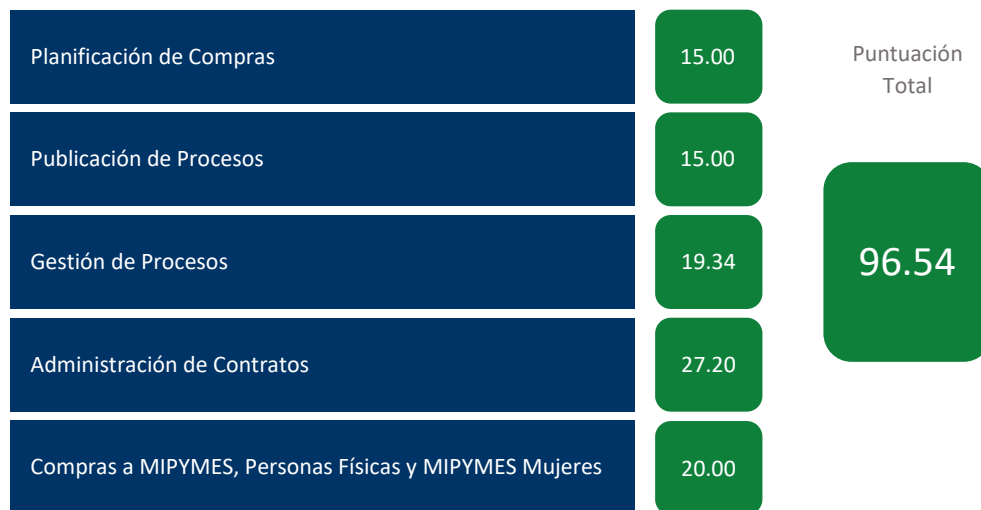 Planificación de Compras
15.00
Puntuación
Total
Publicación de Procesos
15.00
Gestión de Procesos
19.34
96.54
Administración de Contratos
27.20
Compras a MIPYMES, Personas Físicas y MIPYMES Mujeres
20.00